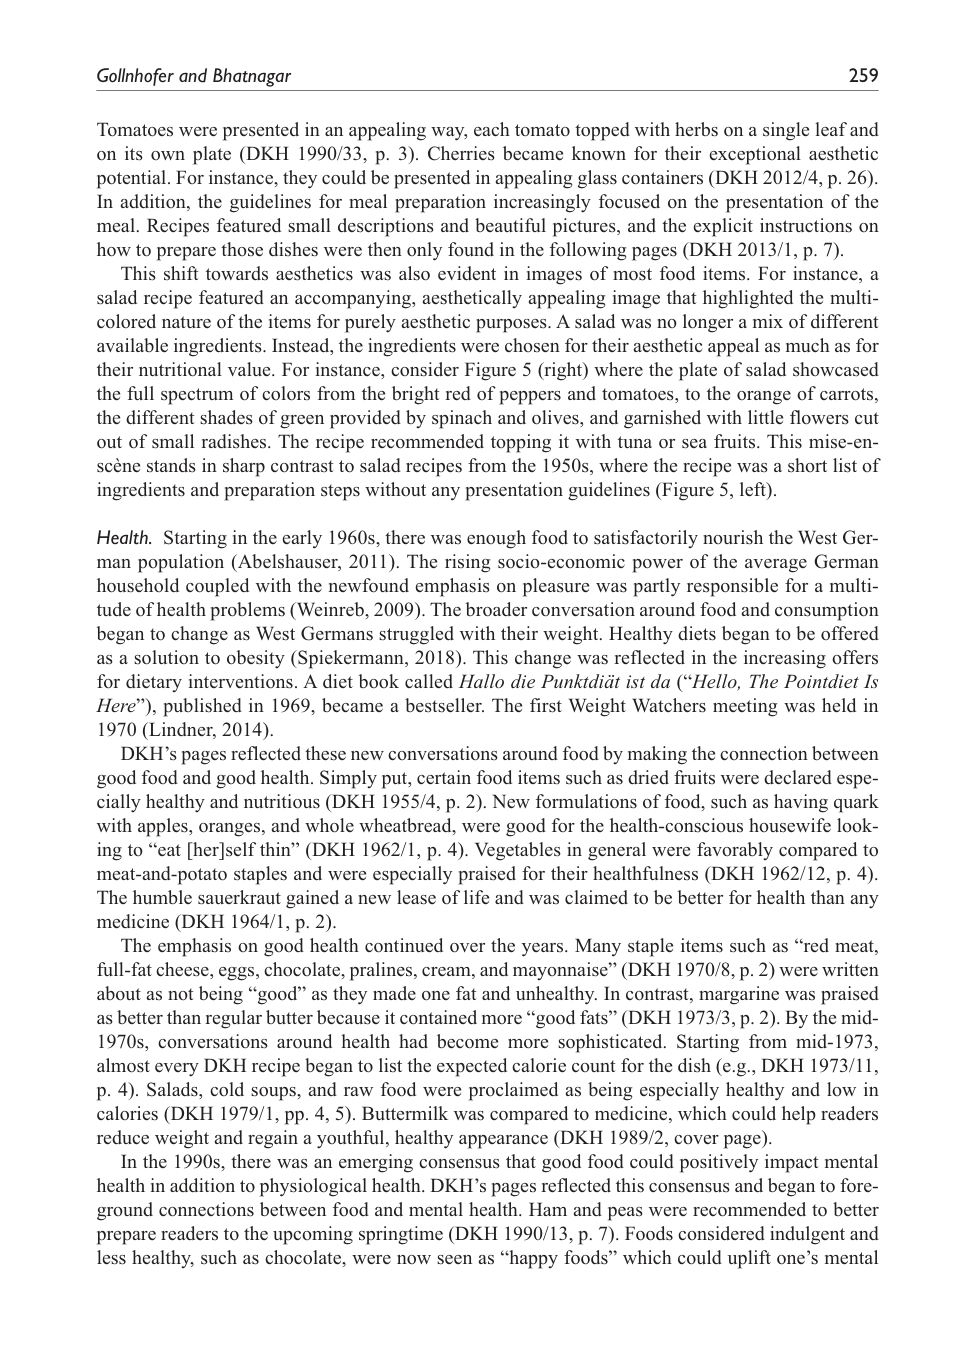 Gollnhofer and Bhatnagar 259
Tomatoes were presented in an appealing way, each tomato topped with herbs on a single leaf and
on its own plate (DKH 1990/33, p. 3). Cherries became known for their exceptional aesthetic
potential. For instance, they could be presented in appealing glass containers (DKH 2012/4, p. 26).
In addition, the guidelines for meal preparation increasingly focused on the presentation of the
meal. Recipes featured small descriptions and beautiful pictures, and the explicit instructions on
how to prepare those dishes were then only found in the following pages (DKH 2013/1, p. 7).
This shift towards aesthetics was also evident in images of most food items. For instance, a
salad recipe featured an accompanying, aesthetically appealing image that highlighted the multi-
colored nature of the items for purely aesthetic purposes. A salad was no longer a mix of different
available ingredients. Instead, the ingredients were chosen for their aesthetic appeal as much as for
their nutritional value. For instance, consider Figure 5 (right) where the plate of salad showcased
the full spectrum of colors from the bright red of peppers and tomatoes, to the orange of carrots,
the different shades of green provided by spinach and olives, and garnished with little flowers cut
out of small radishes. The recipe recommended topping it with tuna or sea fruits. This mise-en-
scène stands in sharp contrast to salad recipes from the 1950s, where the recipe was a short list of
ingredients and preparation steps without any presentation guidelines (Figure 5, left).
Health. Starting in the early 1960s, there was enough food to satisfactorily nourish the West Ger-
man population (Abelshauser, 2011). The rising socio-economic power of the average German
household coupled with the newfound emphasis on pleasure was partly responsible for a multi-
tude of health problems (Weinreb, 2009). The broader conversation around food and consumption
began to change as West Germans struggled with their weight. Healthy diets began to be offered
as a solution to obesity (Spiekermann, 2018). This change was reflected in the increasing offers
for dietary interventions. A diet book called Hallo die Punktdiät ist da (“Hello, The Pointdiet Is
Here”), published in 1969, became a bestseller. The first Weight Watchers meeting was held in
1970 (Lindner, 2014).
DKH’s pages reflected these new conversations around food by making the connection between
good food and good health. Simply put, certain food items such as dried fruits were declared espe-
cially healthy and nutritious (DKH 1955/4, p. 2). New formulations of food, such as having quark
with apples, oranges, and whole wheatbread, were good for the health-conscious housewife look-
ing to “eat [her]self thin” (DKH 1962/1, p. 4). Vegetables in general were favorably compared to
meat-and-potato staples and were especially praised for their healthfulness (DKH 1962/12, p. 4).
The humble sauerkraut gained a new lease of life and was claimed to be better for health than any
medicine (DKH 1964/1, p. 2).
The emphasis on good health continued over the years. Many staple items such as “red meat,
full-fat cheese, eggs, chocolate, pralines, cream, and mayonnaise” (DKH 1970/8, p. 2) were written
about as not being “good” as they made one fat and unhealthy. In contrast, margarine was praised
as better than regular butter because it contained more “good fats” (DKH 1973/3, p. 2). By the mid-
1970s, conversations around health had become more sophisticated. Starting from mid-1973,
almost every DKH recipe began to list the expected calorie count for the dish (e.g., DKH 1973/11,
p. 4). Salads, cold soups, and raw food were proclaimed as being especially healthy and low in
calories (DKH 1979/1, pp. 4, 5). Buttermilk was compared to medicine, which could help readers
reduce weight and regain a youthful, healthy appearance (DKH 1989/2, cover page).
In the 1990s, there was an emerging consensus that good food could positively impact mental
health in addition to physiological health. DKH’s pages reflected this consensus and began to fore-
ground connections between food and mental health. Ham and peas were recommended to better
prepare readers to the upcoming springtime (DKH 1990/13, p. 7). Foods considered indulgent and
less healthy, such as chocolate, were now seen as “happy foods” which could uplift one’s mental